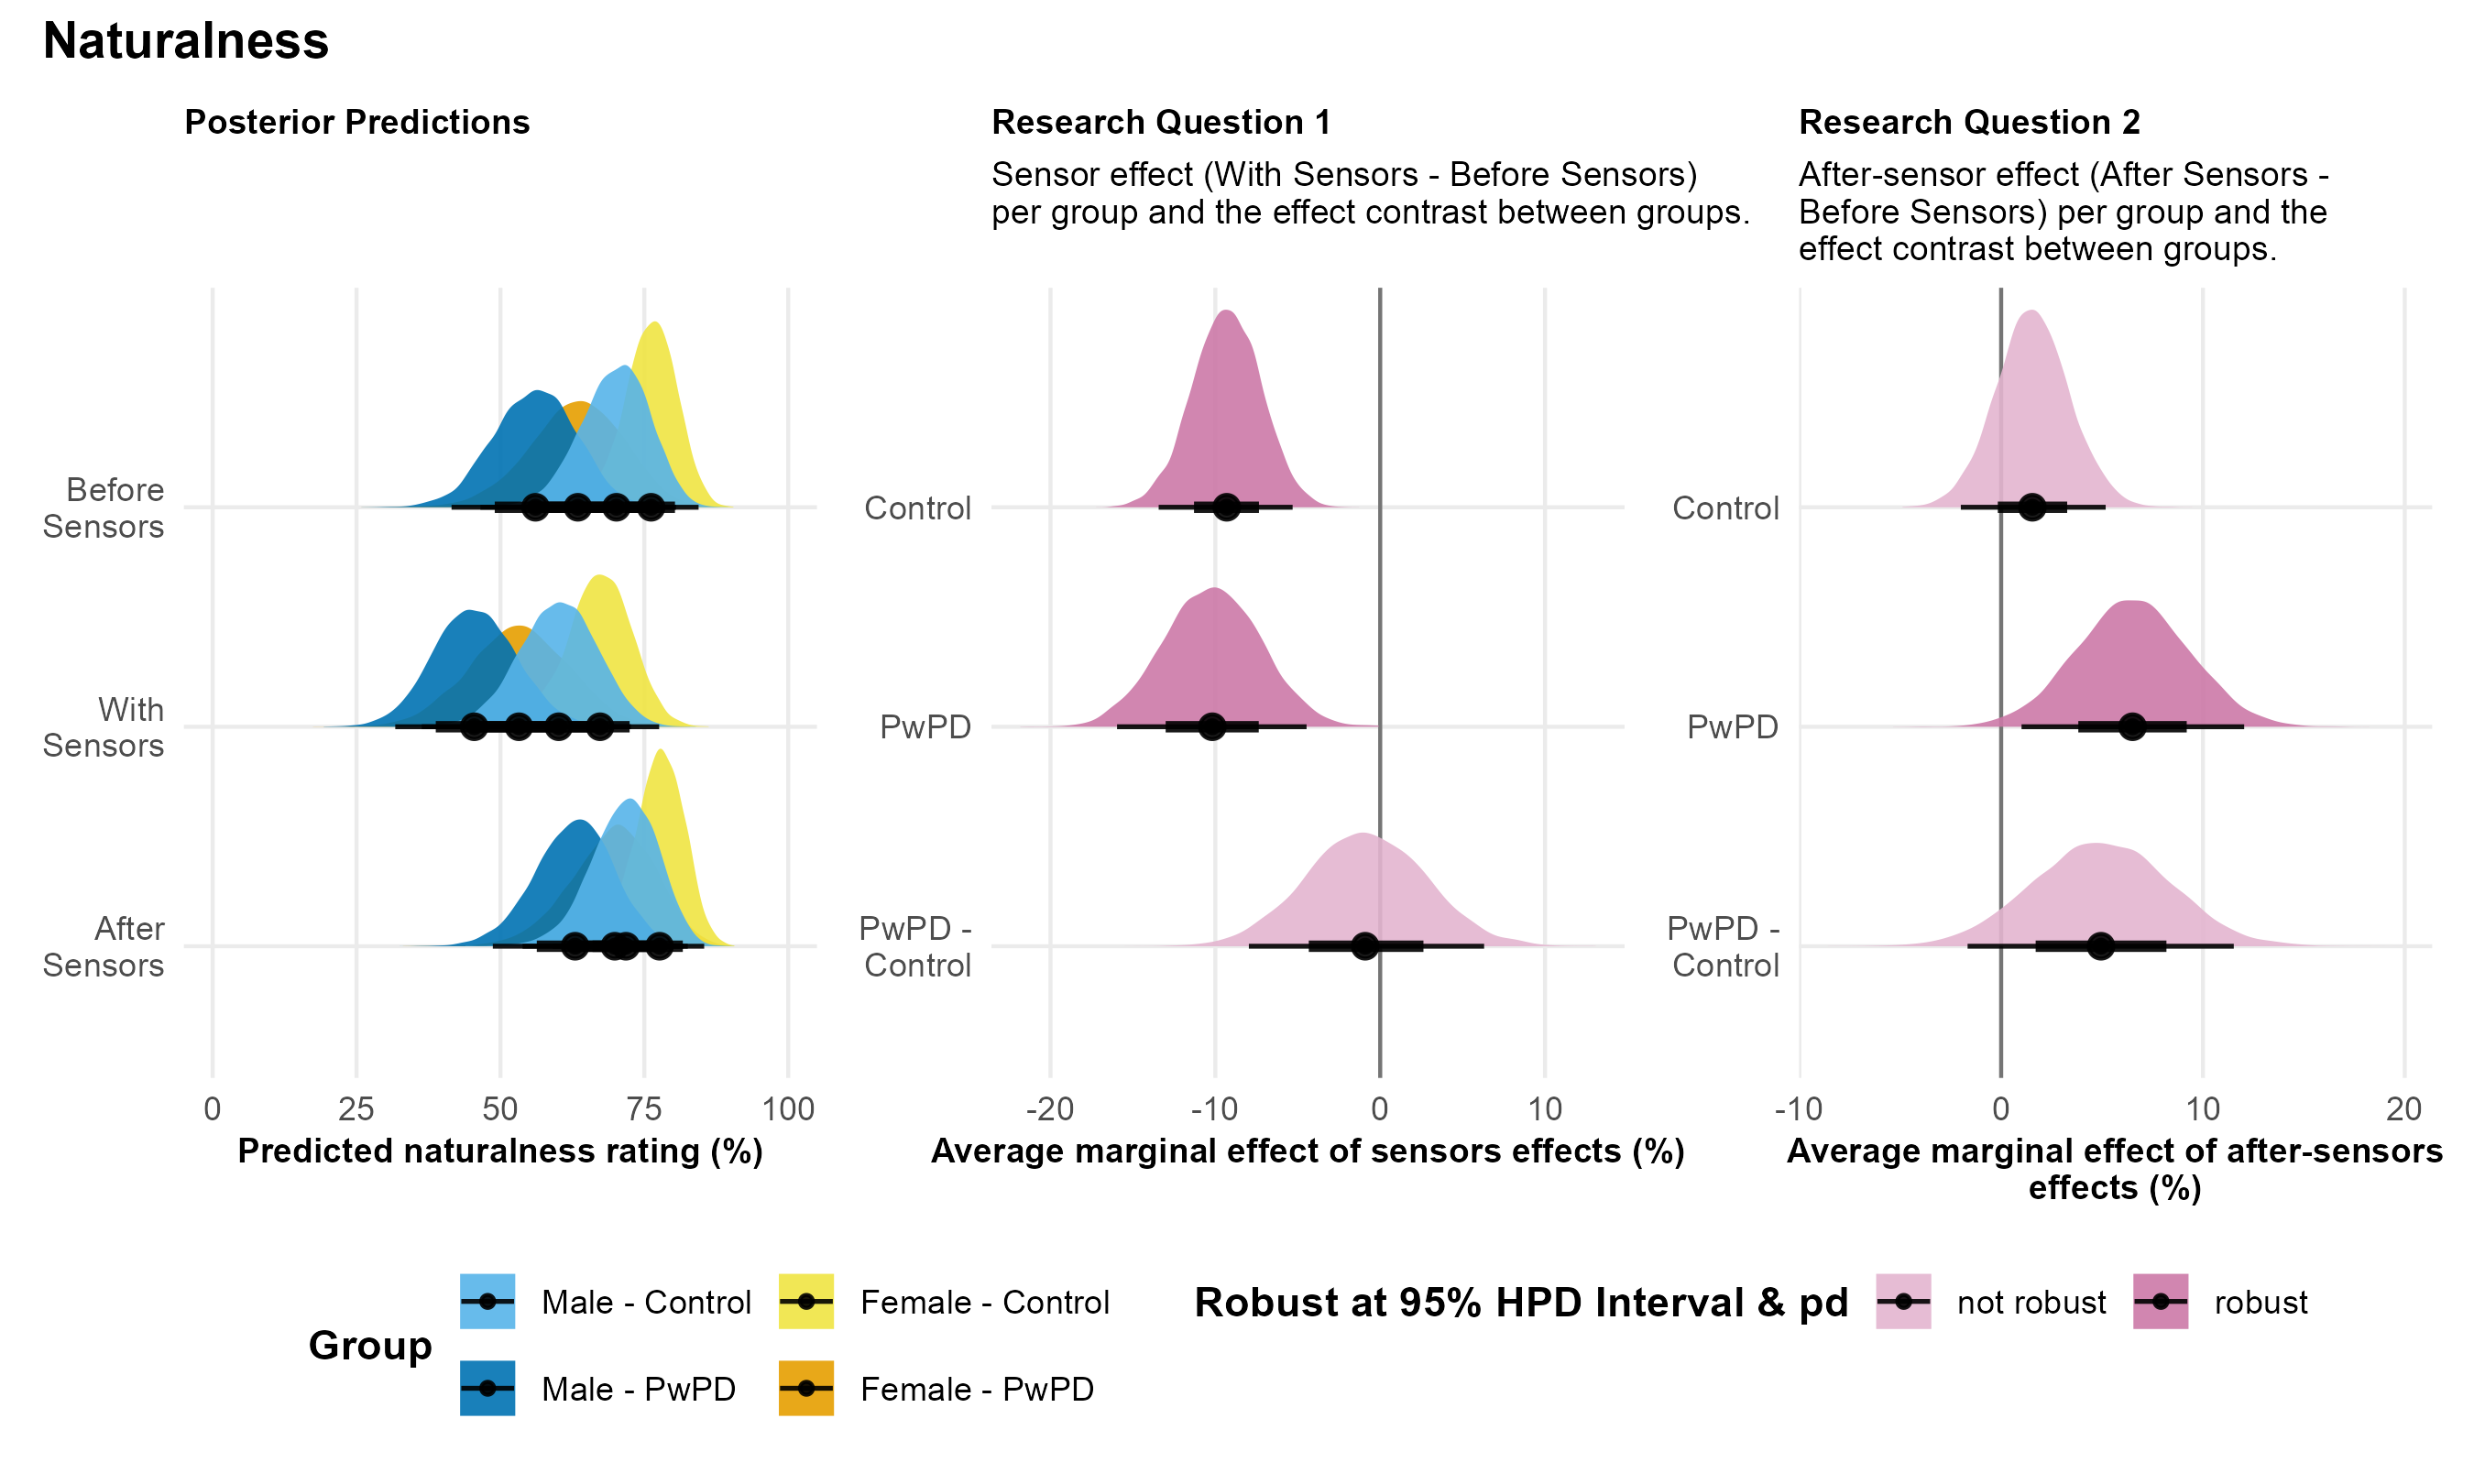 Naturalness
Posterior Predictions
Before
Sensors
With
Sensors
After
Sensors
0 25 50 75 100
Predicted naturalness rating (%)
Research Question 1
Sensor effect (With Sensors - Before Sensors)
per group and the effect contrast between groups.
Control
PwPD
PwPD -
Control
-20 -10 0 10
Average marginal effect of sensors effects (%)
Research Question 2
After-sensor effect (After Sensors -
Before Sensors) per group and the
effect contrast between groups.
Control
PwPD
PwPD -
Control
-10 0 10 20
Average marginal effect of after-sensors
effects (%)
Group
Male - Control
Female - Control
Male - PwPD
Female - PwPD
Robust at 95% HPD Interval & pd
not robust
robust